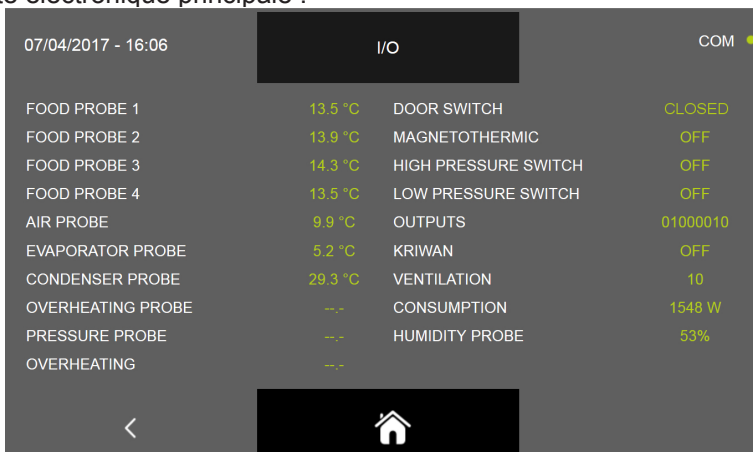 électronique principale :
07/04/2017 - 16:06
I/O
COM
FOOD PROBE 1 13.5 °C DOOR SWITCH CLOSED
FOOD PROBE 2 13.9 °C MAGNETOTHERMIC OFF
FOOD PROBE 3 14.3 °C HIGH PRESSURE SWITCH OFF
FOOD PROBE 4 13.5 °C LOW PRESSURE SWITCH OFF
AIR PROBE 9.9 °C OUTPUTS 01000010
EVAPORATOR PROBE 5.2 °C KRIWAN OFF
CONDENSER PROBE 29.3 °C VENTILATION 10
OVERHEATING PROBE --.- CONSUMPTION 1548 W
PRESSURE PROBE --.- HUMIDITY PROBE 53%
OVERHEATING --.-